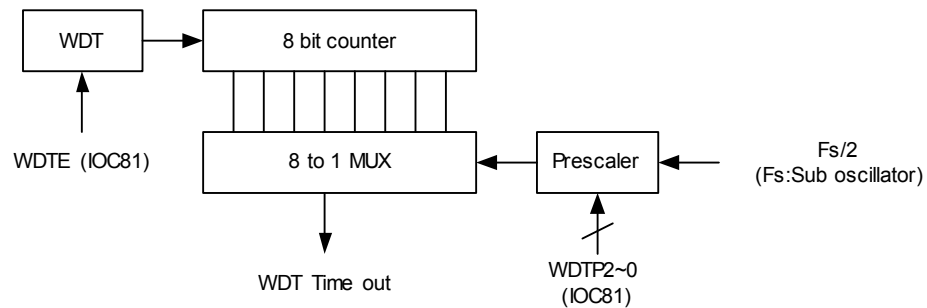 WDT
8 bit counter
WDTE (IOC81)
8 to 1 MUX
Prescaler
Fs/2
(Fs:Sub oscillator)
WDT Time out
WDTP2~0
(IOC81)